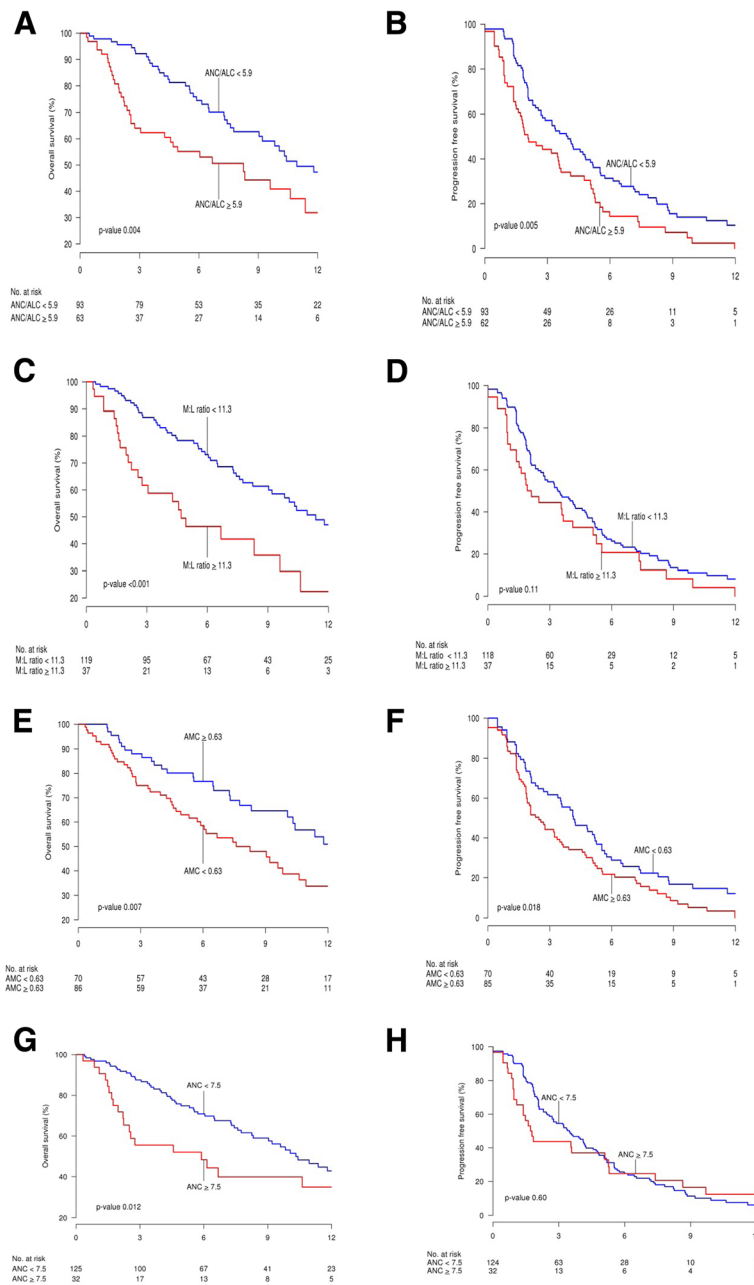 A
Overall survival (%)
100
90
80
70
60
50
40
30
20
ANC/ALC < 5.9
ANC/ALC ≥ 5.9
p-value 0.004
0 3 6 9 12
No. at risk
ANC/ALC < 5.9 93 79 53 35 22
ANC/ALC ≥ 5.9 63 37 27 14 6
B
Progression free survival (%)
100
80
60
40
20
0
ANC/ALC < 5.9
ANC/ALC ≥ 5.9
p-value 0.005
0 3 6 9 12
No. at risk
ANC/ALC < 5.9 93 49 26 11 5
ANC/ALC ≥ 5.9 62 26 8 3 1
C
Overall survival (%)
100
90
80
70
60
50
40
30
20
M:L ratio < 11.3
M:L ratio ≥ 11.3
p-value <0.001
0 3 6 9 12
No. at risk
M:L ratio < 11.3 119 95 67 43 25
M:L ratio ≥ 11.3 37 21 13 6 3
D
Progression free survival (%)
100
80
60
40
20
0
M:L ratio < 11.3
M:L ratio ≥ 11.3
p-value 0.11
0 3 6 9 12
No. at risk
M:L ratio < 11.3 118 60 29 12 5
M:L ratio ≥ 11.3 37 15 5 2 1
E
Overall survival (%)
100
90
80
70
60
50
40
30
20
AMC ≥ 0.63
AMC < 0.63
p-value 0.007
0 3 6 9 12
No. at risk
AMC < 0.63 70 57 43 28 17
AMC ≥ 0.63 86 59 37 21 11
F
Progression free survival (%)
100
80
60
40
20
0
AMC < 0.63
AMC ≥ 0.63
p-value 0.018
0 3 6 9 12
No. at risk
AMC < 0.63 70 40 19 9 5
AMC ≥ 0.63 85 35 15 5 1
G
Overall survival (%)
100
80
60
40
20
ANC < 7.5
ANC ≥ 7.5
p-value 0.012
0 3 6 9 12
No. at risk
ANC < 7.5 125 100 67 41 23
ANC ≥ 7.5 32 17 13 8 5
H
Progression free survival (%)
100
80
60
40
20
0
ANC < 7.5
ANC ≥ 7.5
p-value 0.60
0 3 6 9
No. at risk
ANC < 7.5 124 63 28 10
ANC ≥ 7.5 32 13 6 4